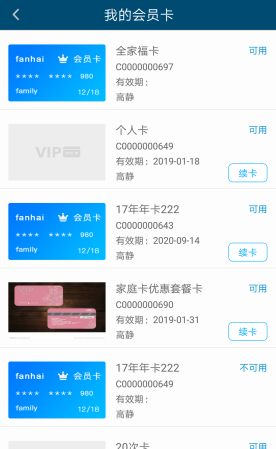 我的会员卡
fanhai 会员卡
**** **** 980
family 12/18
全家福卡 可用
C0000000697
有效期：
高静
VIP
个人卡 可用
C0000000649
有效期：2019-01-18
高静 续卡
fanhai 会员卡
**** **** 980
family 12/18
17年年卡222 可用
C0000000643
有效期：2020-09-14
高静 续卡
家庭卡优惠套餐卡 可用
C0000000690
有效期：2019-01-31
高静 续卡
fanhai 会员卡
**** **** 980
family 12/18
17年年卡222 不可用
C0000000649
有效期：
高静
20次卡